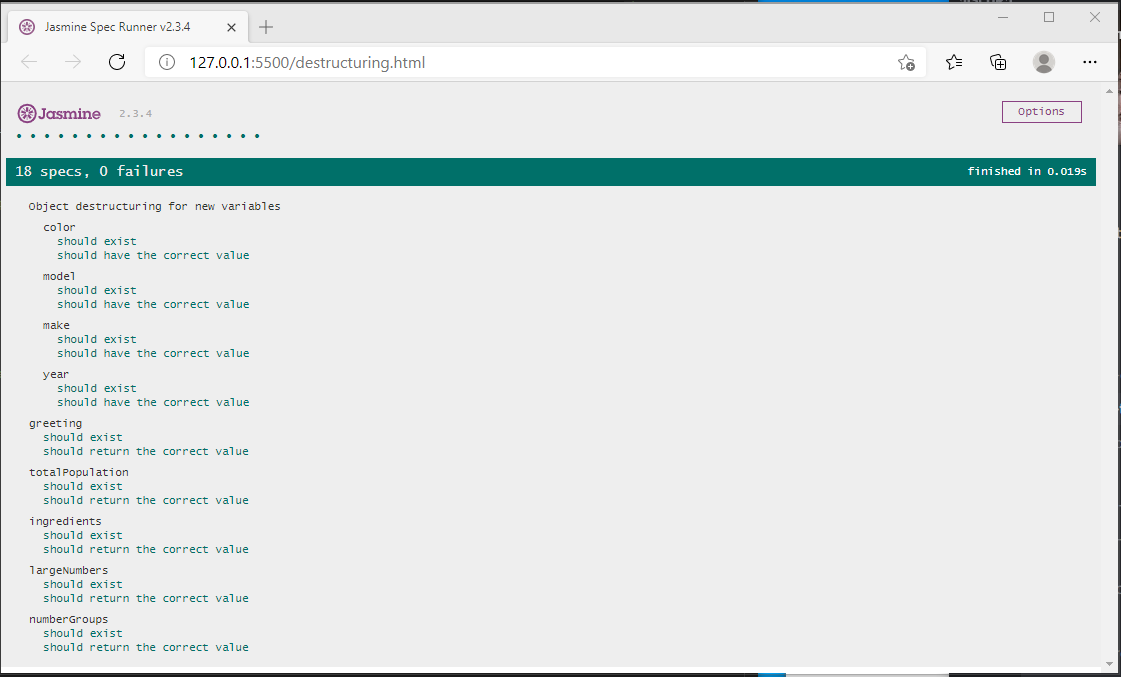 Jasmine Spec Runner v2.3.4
127.0.0.1:5500/destructuring.html
Jasmine 2.3.4
Options
18 specs, 0 failures
finished in 0.019s
Object destructuring for new variables
color
should exist
should have the correct value
model
should exist
should have the correct value
make
should exist
should have the correct value
year
should exist
should have the correct value
greeting
should exist
should return the correct value
totalPopulation
should exist
should return the correct value
ingredients
should exist
should return the correct value
largeNumbers
should exist
should return the correct value
numberGroups
should exist
should return the correct value